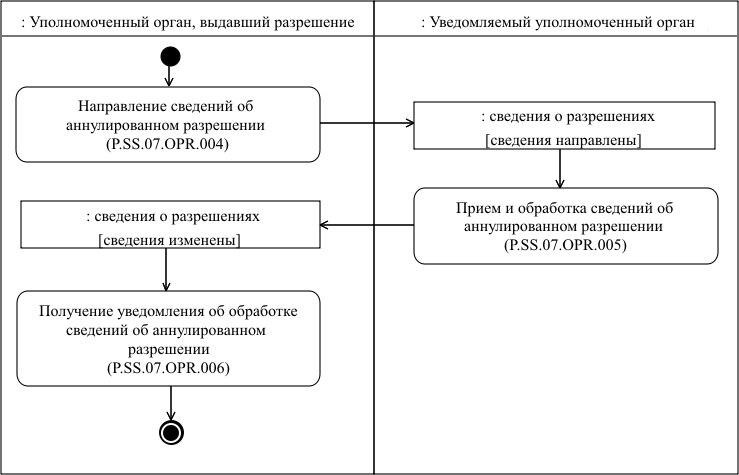 : Уполномоченный орган, выдавший разрешение
: Уведомляемый уполномоченный орган
Направление сведений об
аннулированном разрешении
(P.SS.07.OPR.004)
: сведения о разрешениях
[сведения направлены]
Прием и обработка сведений об
аннулированном разрешении
(P.SS.07.OPR.005)
: сведения о разрешениях
[сведения изменены]
Получение уведомления об обработке
сведений об аннулированном
разрешении
(P.SS.07.OPR.006)